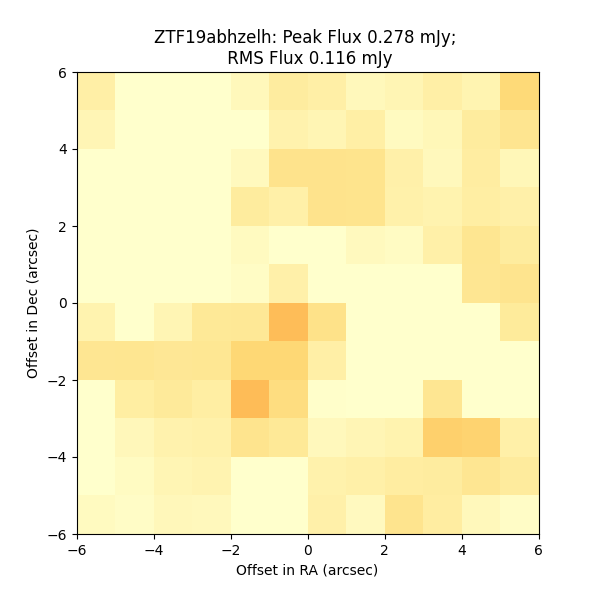 ZTF19abhzelh: Peak Flux 0.278 mJy;
RMS Flux 0.116 mJy
6
4
2
0
−2
−4
−6
Offset in Dec (arcsec)
−6 −4 −2 0 2 4 6
Offset in RA (arcsec)